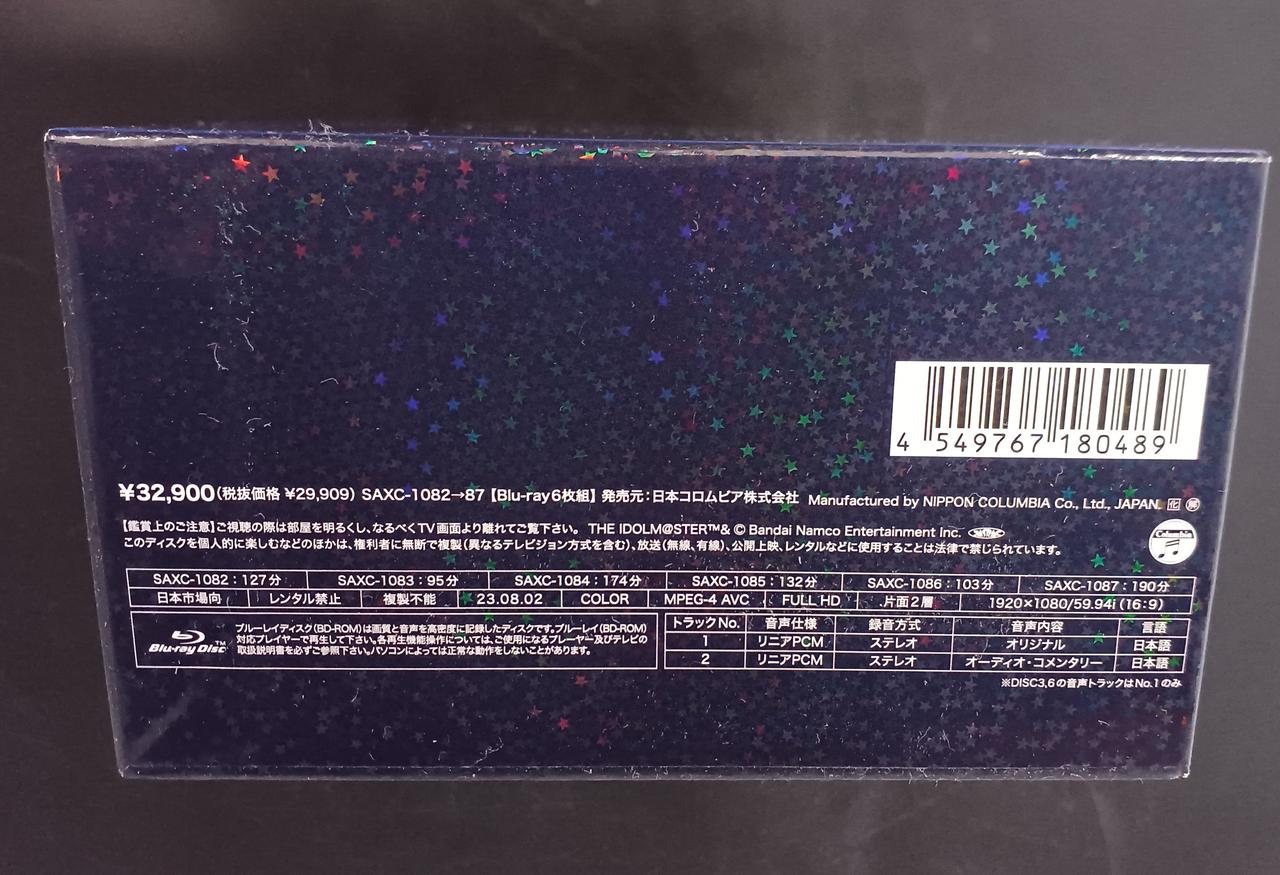 4 549767 180489
¥32,900(税抜価格 ¥29,909) SAXC-1082→87【Blu-ray6枚組】発売元:日本コロムビア株式会社 Manufactured by NIPPON COLUMBIA Co., Ltd., JAPAN.
【鑑賞上のご注意】ご視聴の際は部屋を明るくし、なるべくTV画面より離れてご覧下さい。 THE IDOLM@STER™& © Bandai Namco Entertainment Inc.
このディスクを個人的に楽しむなどのほかは、権利者に無断で複製(異なるテレビジョン方式を含む)、放送(無線、有線)、公開上映、レンタルなどに使用することは法律で禁じられています。
Columbia
SAXC-1082:127分 SAXC-1083:95分 SAXC-1084:174分 SAXC-1085:132分 SAXC-1086:103分 SAXC-1087:190分
日本市場向 レンタル禁止 複製不能 23.08.02 COLOR MPEG-4 AVC FULL HD 片面2層 1920×1080/59.94i(16:9)
Blu-ray Disc™
ブルーレイディスク(BD-ROM)は画質と音声を高密度に記録したディスクです。ブルーレイ(BD-ROM)
対応プレイヤーで再生して下さい。各再生機能操作については、ご使用になるプレーヤー及びテレビの
取扱説明書を必ずご参照下さい。パソコンによっては正常な動作をしないことがあります。
トラックNo. 音声仕様 録音方式 音声内容 言語
1 リニアPCM ステレオ オリジナル 日本語
2 リニアPCM ステレオ オーディオ・コメンタリー 日本語
※DISC3,6の音声トラックはNo.1のみ